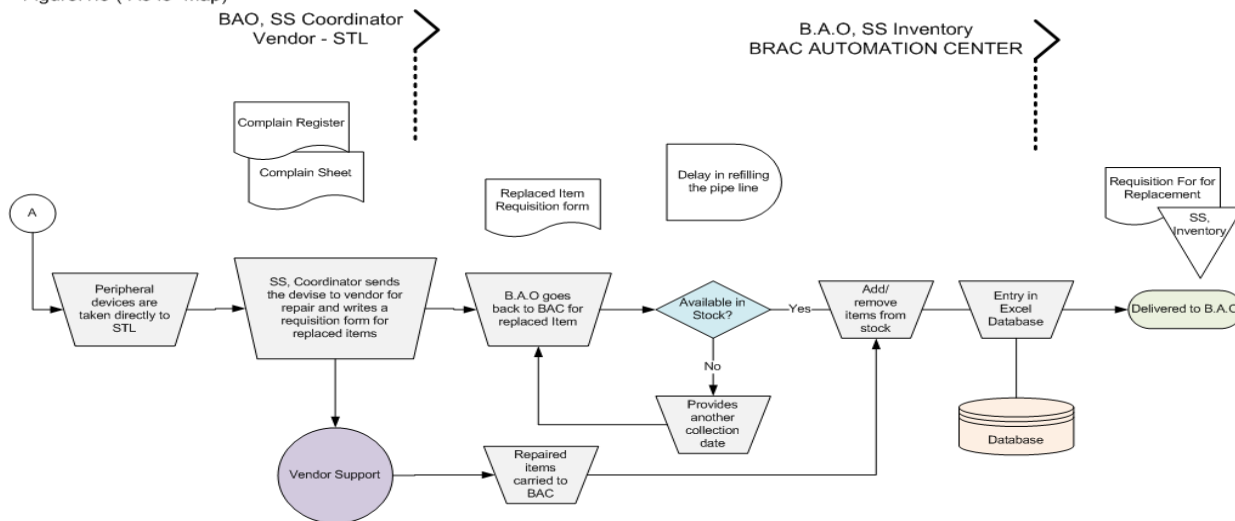 BAO, SS Coordinator
Vendor - STL
B.A.O, SS Inventory
BRAC AUTOMATION CENTER
Complain Register
Complain Sheet
Replaced Item
Requisition form
Delay in refilling
the pipe line
Requisition For for
Replacement
SS,
Inventory
A
Peripheral
devices are
taken directly to
STL
SS, Coordinator sends
the devise to vendor for
repair and writes a
requisition form for
replaced items
B.A.O goes
back to BAC for
replaced Item
Available in
Stock?
Yes
Add/
remove
items from
stock
Entry in
Excel
Database
Delivered to B.A.O
No
Provides
another
collection
date
Database
Vendor Support
Repaired
items
carried to
BAC